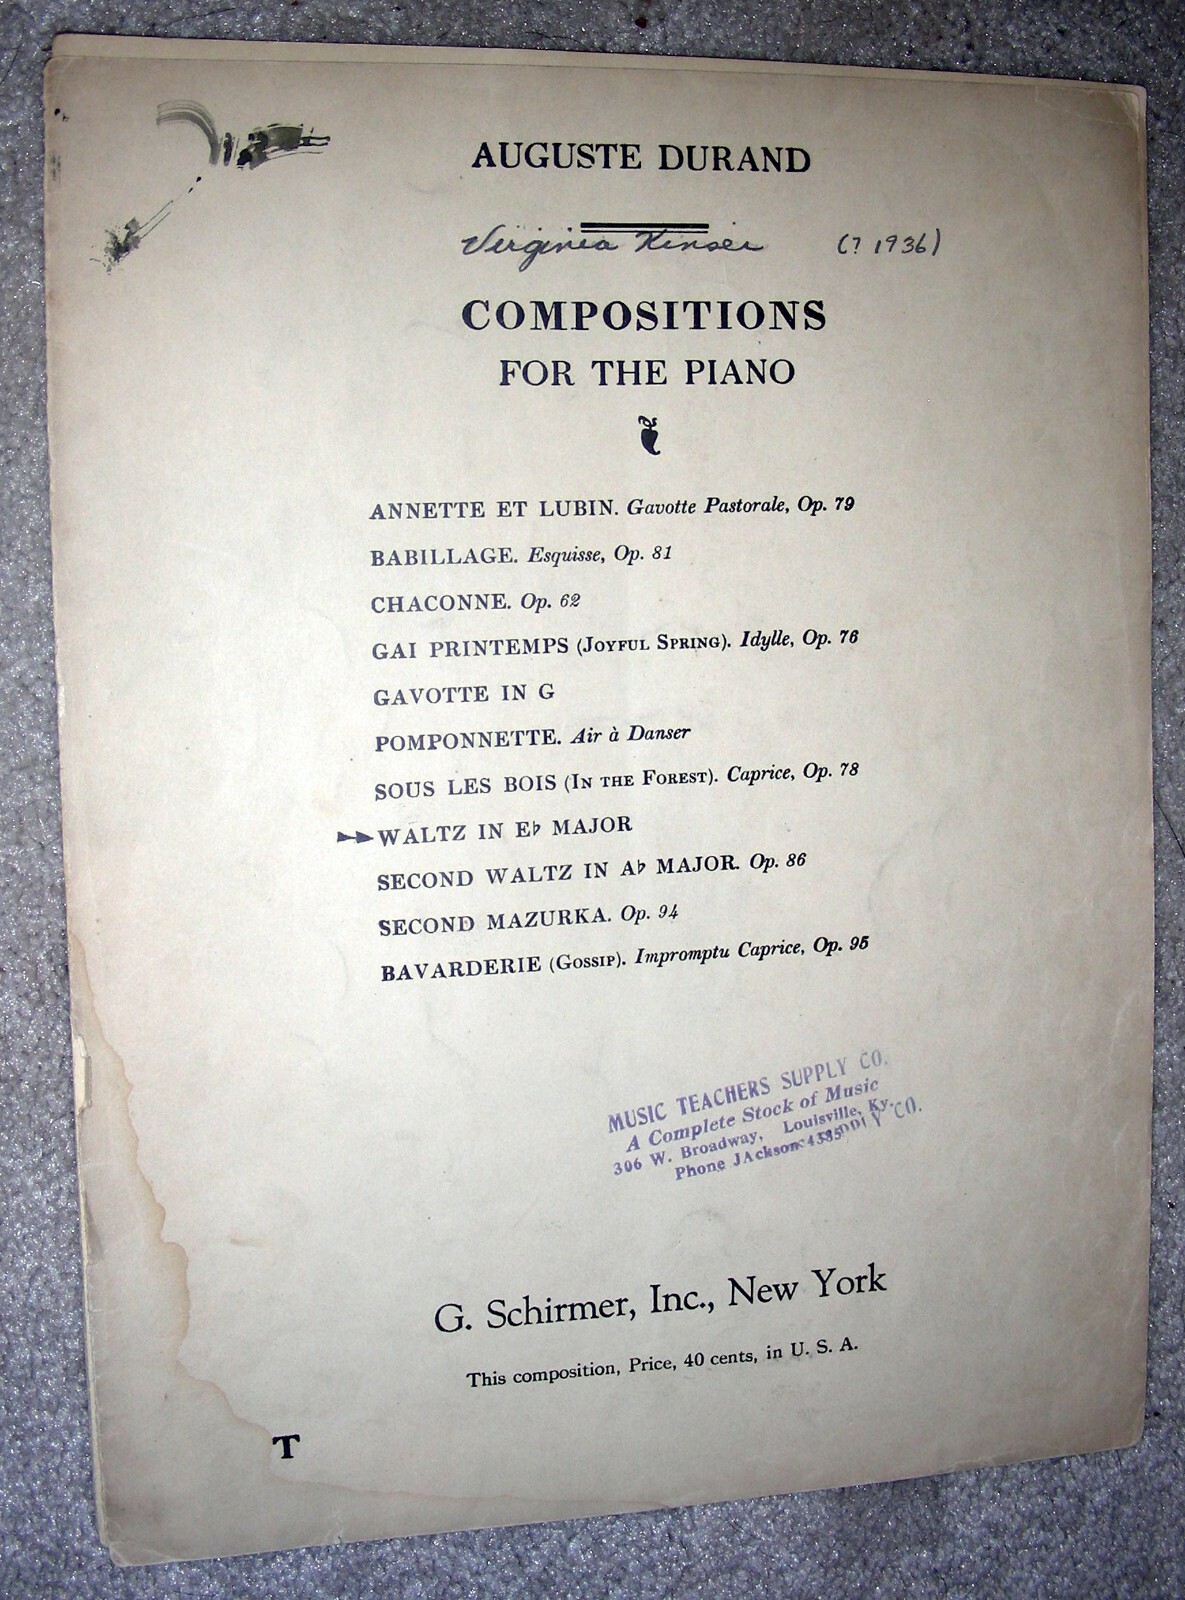 AUGUSTE DURAND
Virginia Kinser (? 1936)
COMPOSITIONS
FOR THE PIANO
ANNETTE ET LUBIN. Gavotte Pastorale, Op. 79
BABILLAGE. Esquisse, Op. 81
CHACONNE. Op. 62
GAI PRINTEMPS (JOYFUL SPRING). Idylle, Op. 76
GAVOTTE IN G
POMPONNETTE. Air à Danser
SOUS LES BOIS (IN THE FOREST). Caprice, Op. 78
WALTZ IN E♭ MAJOR
SECOND WALTZ IN A♭ MAJOR. Op. 86
SECOND MAZURKA. Op. 94
BAVARDERIE (GOSSIP). Impromptu Caprice, Op. 95
MUSIC TEACHERS SUPPLY CO.
A Complete Stock of Music
306 W. Broadway, Louisville, Ky.
Phone JAckson 4385
CO.
G. Schirmer, Inc., New York
This composition, Price, 40 cents, in U. S. A.
T